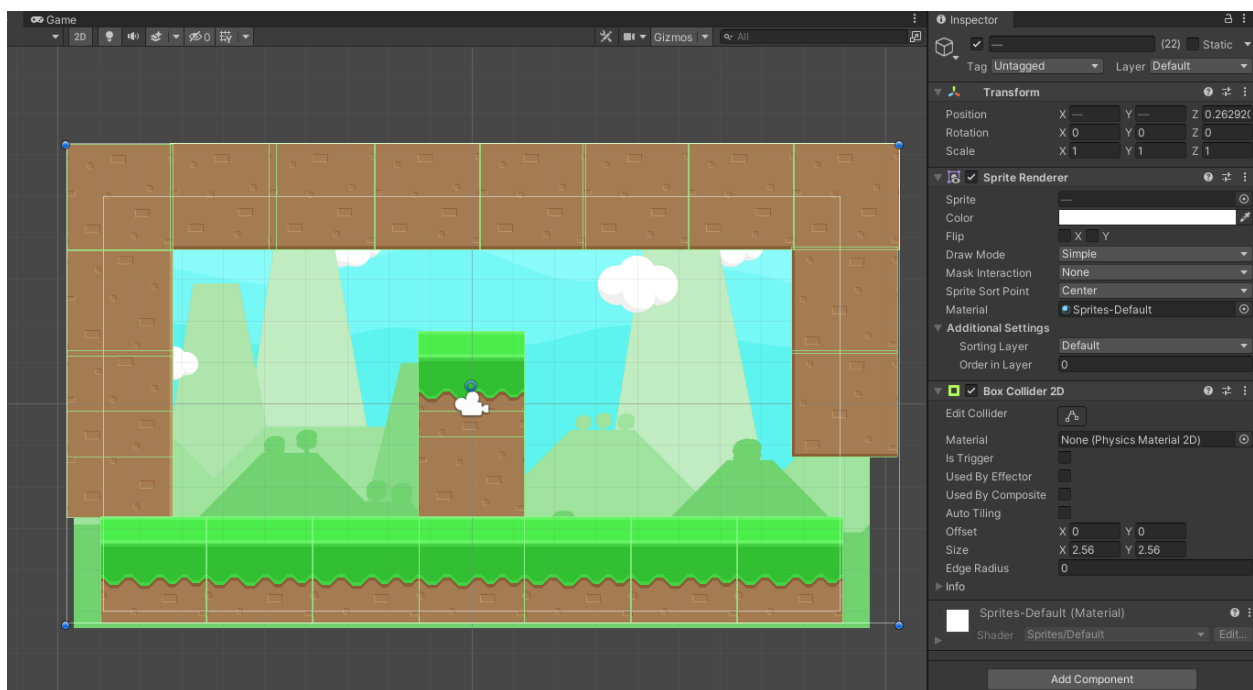 Game
2D 0 Gizmos All
Inspector
— (22) Static
Tag Untagged Layer Default
Transform
Position X — Y — Z 0.262920
Rotation X 0 Y 0 Z 0
Scale X 1 Y 1 Z 1
Sprite Renderer
Sprite —
Color
Flip X Y
Draw Mode Simple
Mask Interaction None
Sprite Sort Point Center
Material Sprites-Default
Additional Settings
Sorting Layer Default
Order in Layer 0
Box Collider 2D
Edit Collider
Material None (Physics Material 2D)
Is Trigger
Used By Effector
Used By Composite
Auto Tiling
Offset X 0 Y 0
Size X 2.56 Y 2.56
Edge Radius 0
Info
Sprites-Default (Material)
Shader Sprites/Default Edit...
Add Component